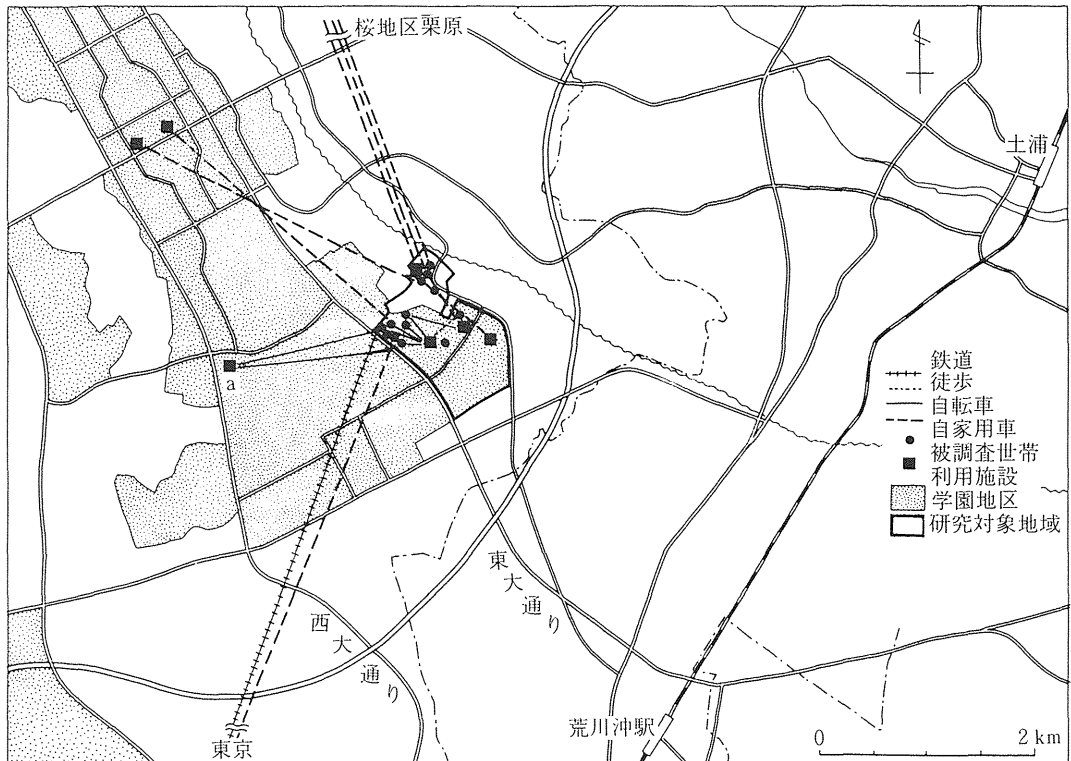 桜地区栗原
土浦
a
鉄道
徒歩
自転車
自家用車
被調査世帯
利用施設
学園地区
研究対象地域
東大通り
西大通り
荒川沖駅
東京
0 2km